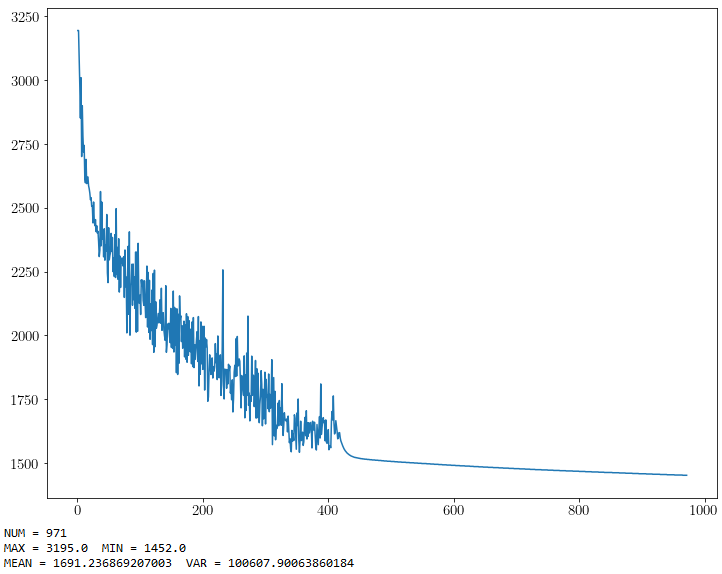 3250
3000
2750
2500
2250
2000
1750
1500
0 200 400 600 800 1000
NUM = 971
MAX = 3195.0 MIN = 1452.0
MEAN = 1691.236869207003 VAR = 100607.90063860184